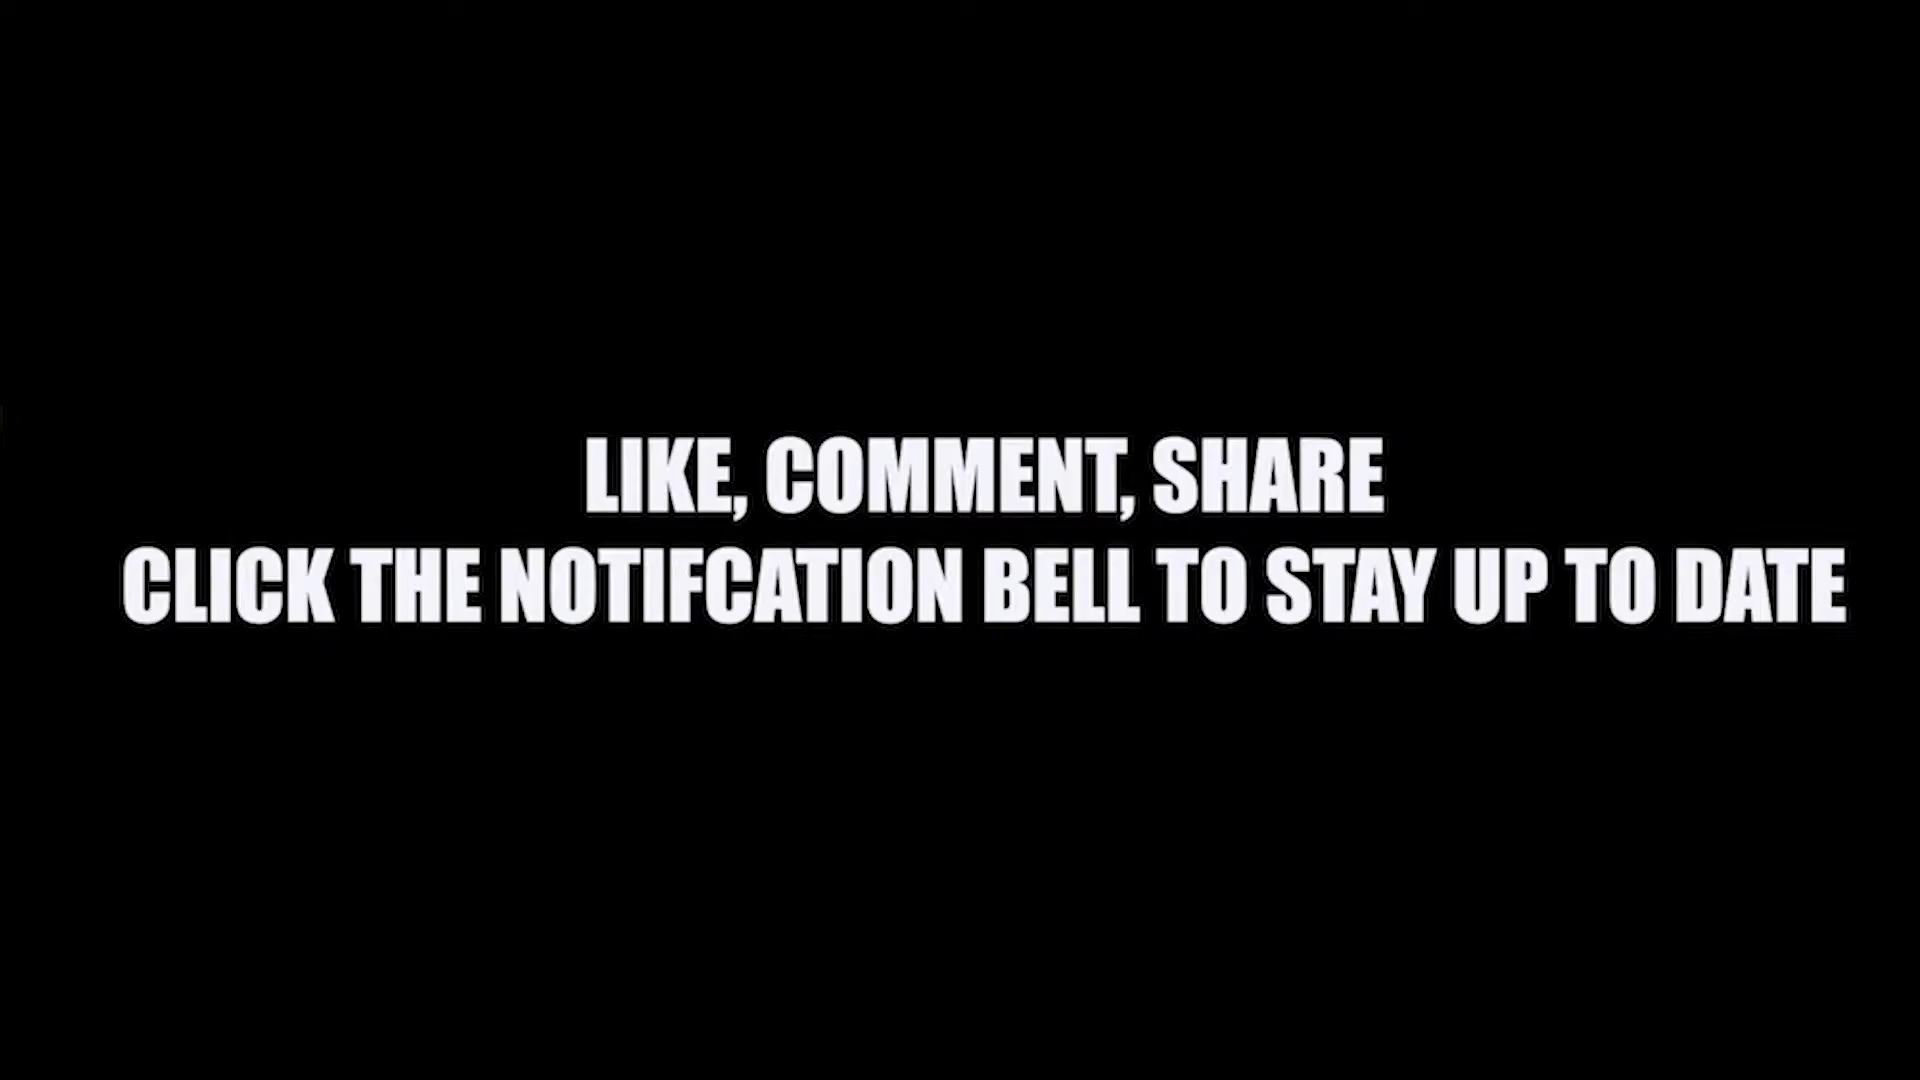 LIKE, COMMENT, SHARE
CLICK THE NOTIFCATION BELL TO STAY UP TO DATE